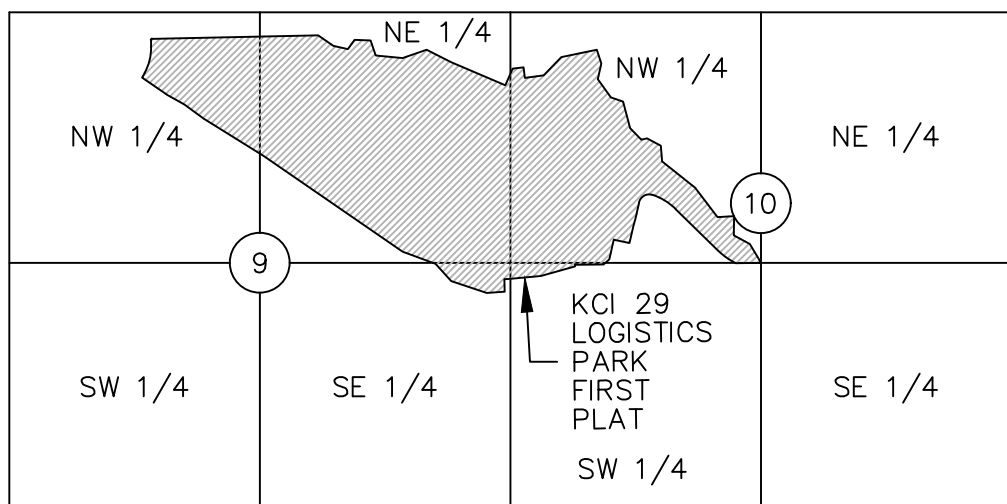 NE 1/4
NW 1/4
NW 1/4
NE 1/4
10
9
KCI 29
LOGISTICS
PARK
FIRST
PLAT
SW 1/4
SE 1/4
SE 1/4
SW 1/4